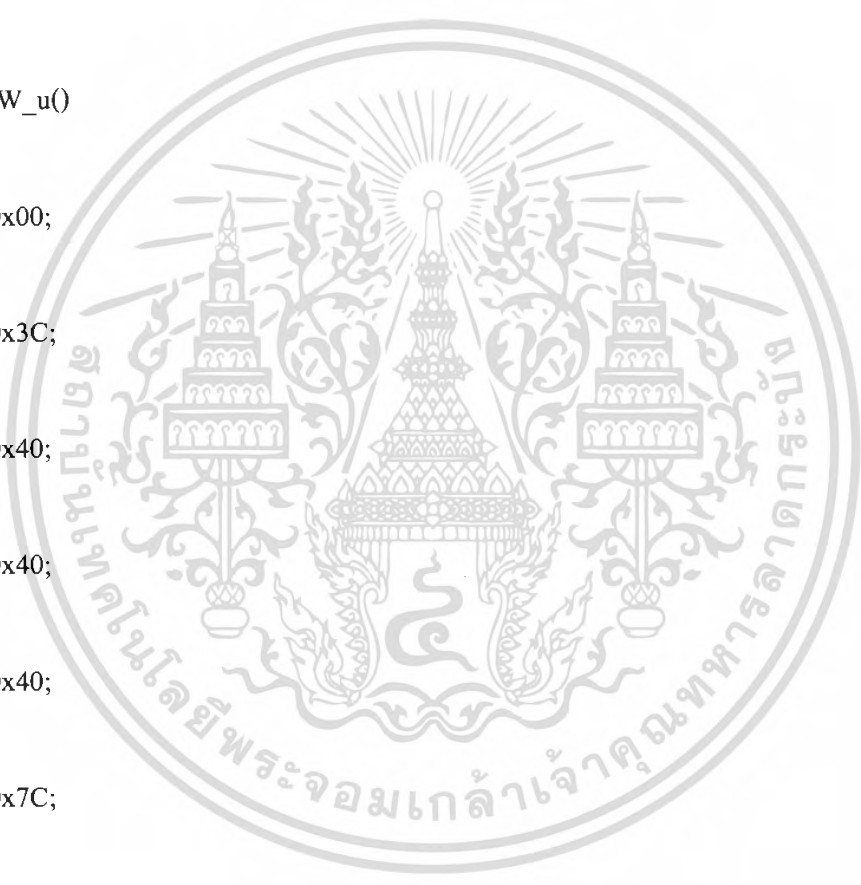 W_u()
x00;
x3C;
x40;
x40;
x40;
x7C;
สถาบันเทคโนโลยีพระจอมเกล้าเจ้าคุณทหารลาดกระบัง